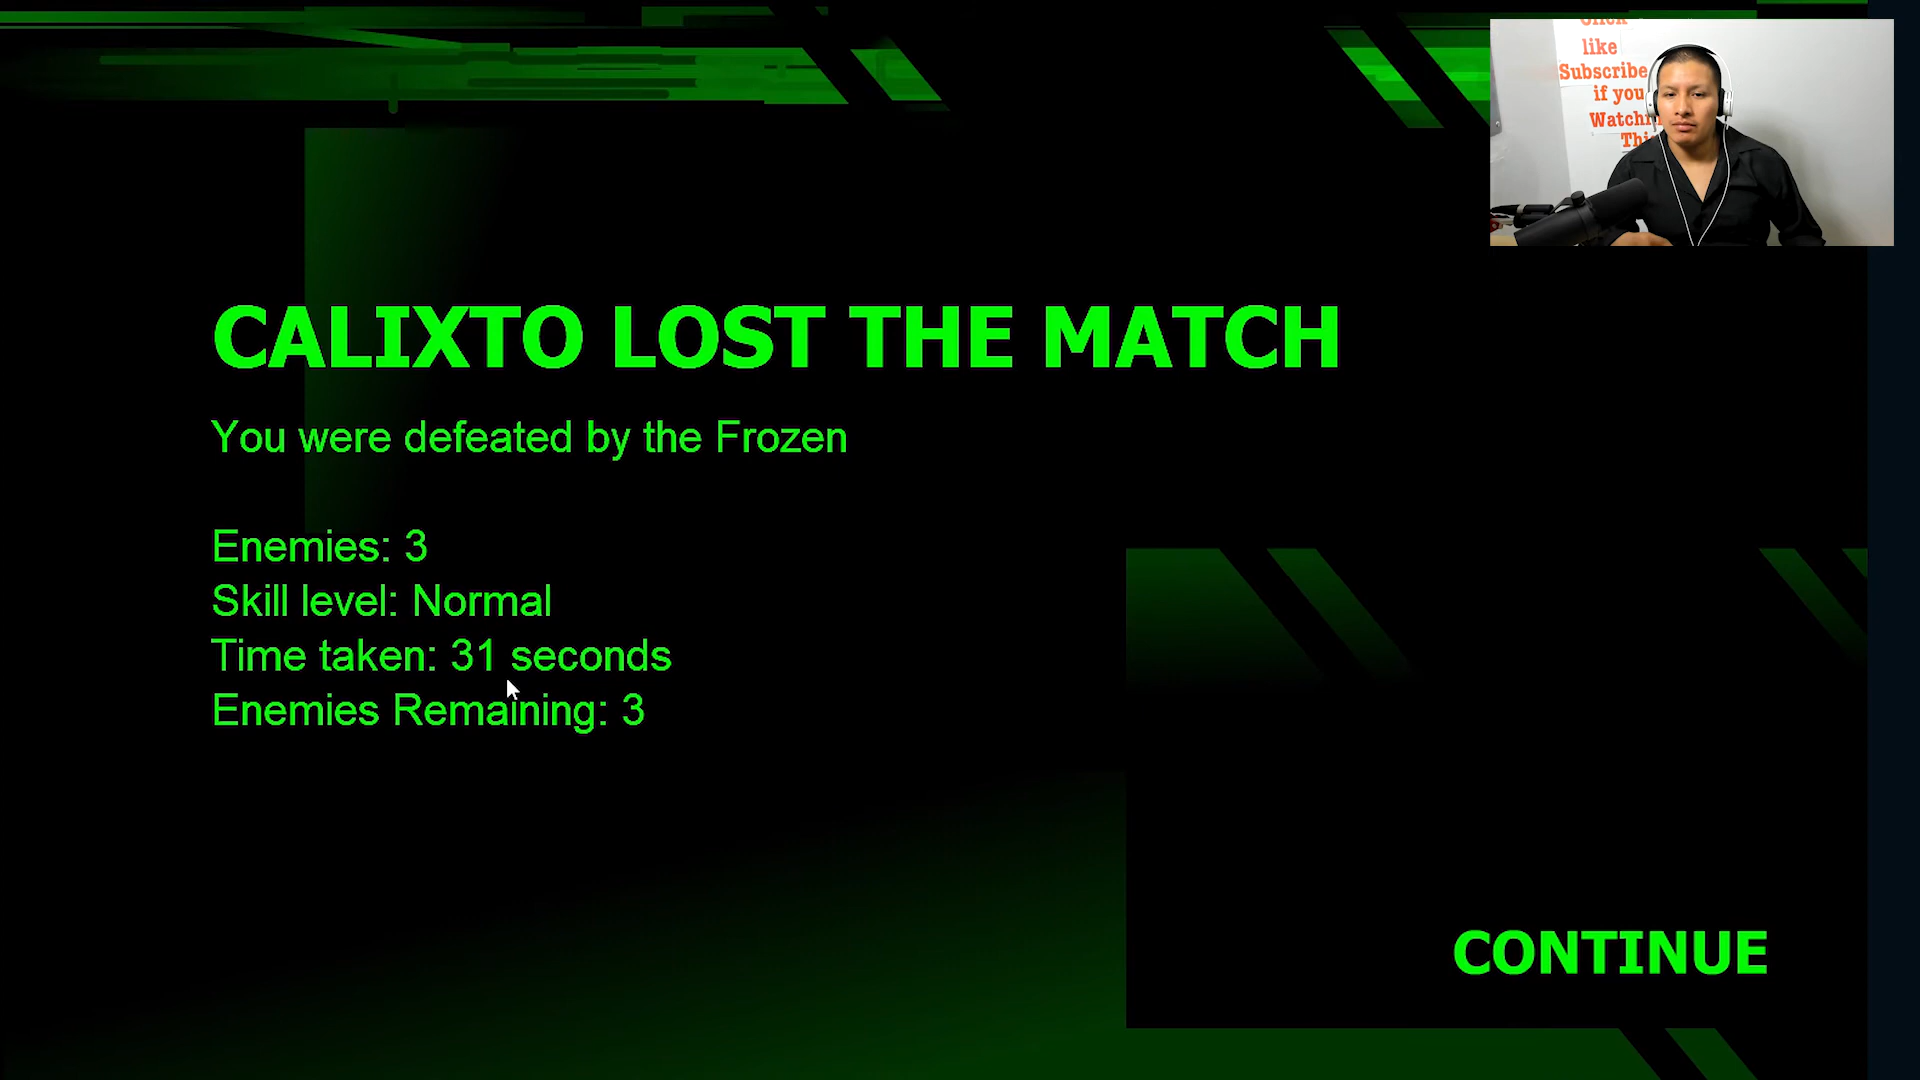 CALIXTO LOST THE MATCH
You were defeated by the Frozen
Enemies: 3
Skill level: Normal
Time taken: 31 seconds
Enemies Remaining: 3
CONTINUE
like
Subscribe
if you